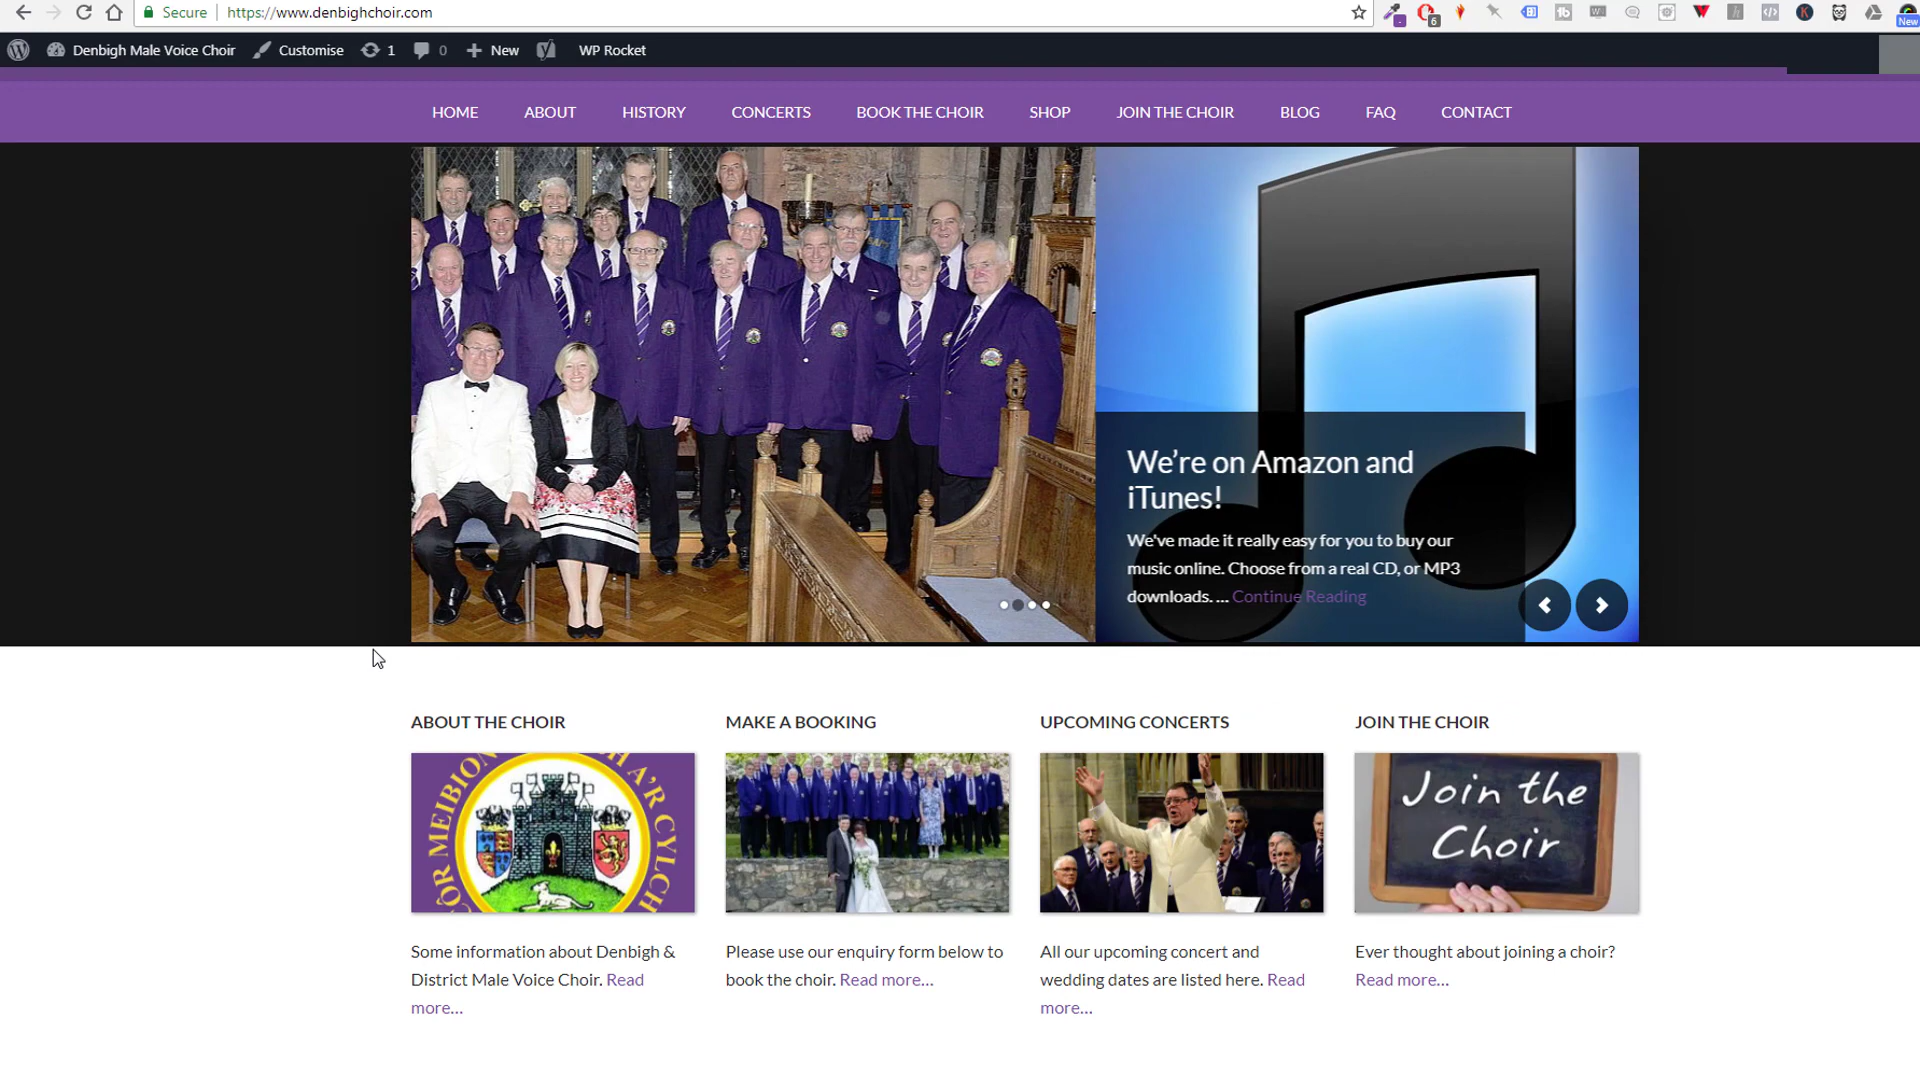 Secure https://www.denbighchoir.com
6
New
Denbigh Male Voice Choir Customise 1 0 New WP Rocket
HOME ABOUT HISTORY CONCERTS BOOK THE CHOIR SHOP JOIN THE CHOIR BLOG FAQ CONTACT
We're on Amazon and
iTunes!
We've made it really easy for you to buy our
music online. Choose from a real CD, or MP3
downloads. ... Continue Reading
ABOUT THE CHOIR MAKE A BOOKING UPCOMING CONCERTS JOIN THE CHOIR
CÔR MEIBION
A'R CYLCH
Join the
Choir
Some information about Denbigh &
District Male Voice Choir. Read
more...
Please use our enquiry form below to
book the choir. Read more...
All our upcoming concert and
wedding dates are listed here. Read
more...
Ever thought about joining a choir?
Read more...